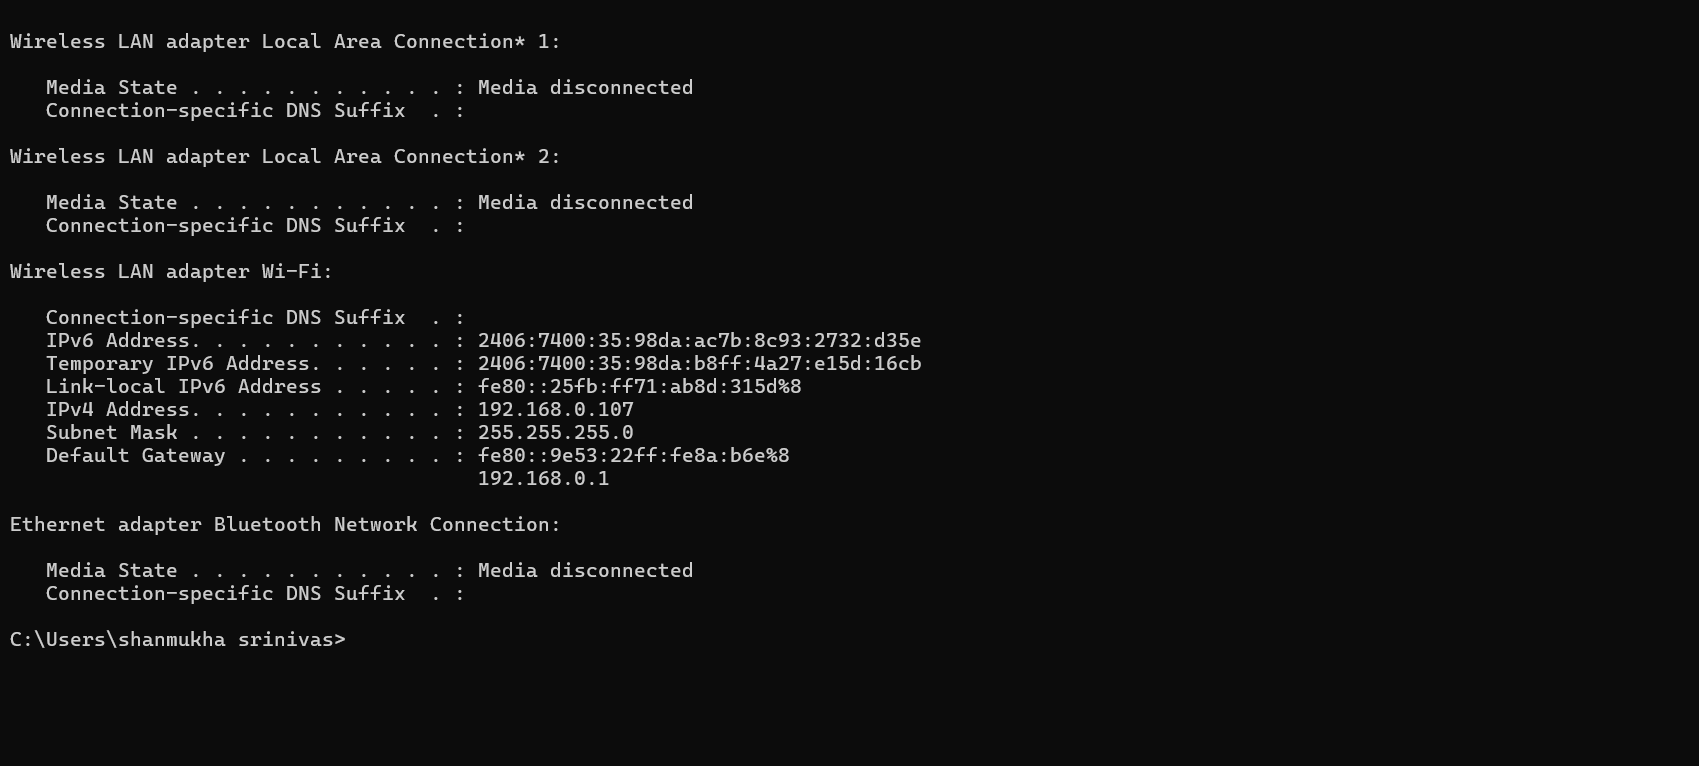 Wireless LAN adapter Local Area Connection* 1:
   Media State . . . . . . . . . . . : Media disconnected
   Connection-specific DNS Suffix  . :
Wireless LAN adapter Local Area Connection* 2:
   Media State . . . . . . . . . . . : Media disconnected
   Connection-specific DNS Suffix  . :
Wireless LAN adapter Wi-Fi:
   Connection-specific DNS Suffix  . :
   IPv6 Address. . . . . . . . . . . : 2406:7400:35:98da:ac7b:8c93:2732:d35e
   Temporary IPv6 Address. . . . . . : 2406:7400:35:98da:b8ff:4a27:e15d:16cb
   Link-local IPv6 Address . . . . . : fe80::25fb:ff71:ab8d:315d%8
   IPv4 Address. . . . . . . . . . . : 192.168.0.107
   Subnet Mask . . . . . . . . . . . : 255.255.255.0
   Default Gateway . . . . . . . . . : fe80::9e53:22ff:fe8a:b6e%8
                                       192.168.0.1
Ethernet adapter Bluetooth Network Connection:
   Media State . . . . . . . . . . . : Media disconnected
   Connection-specific DNS Suffix  . :
C:\Users\shanmukha srinivas>